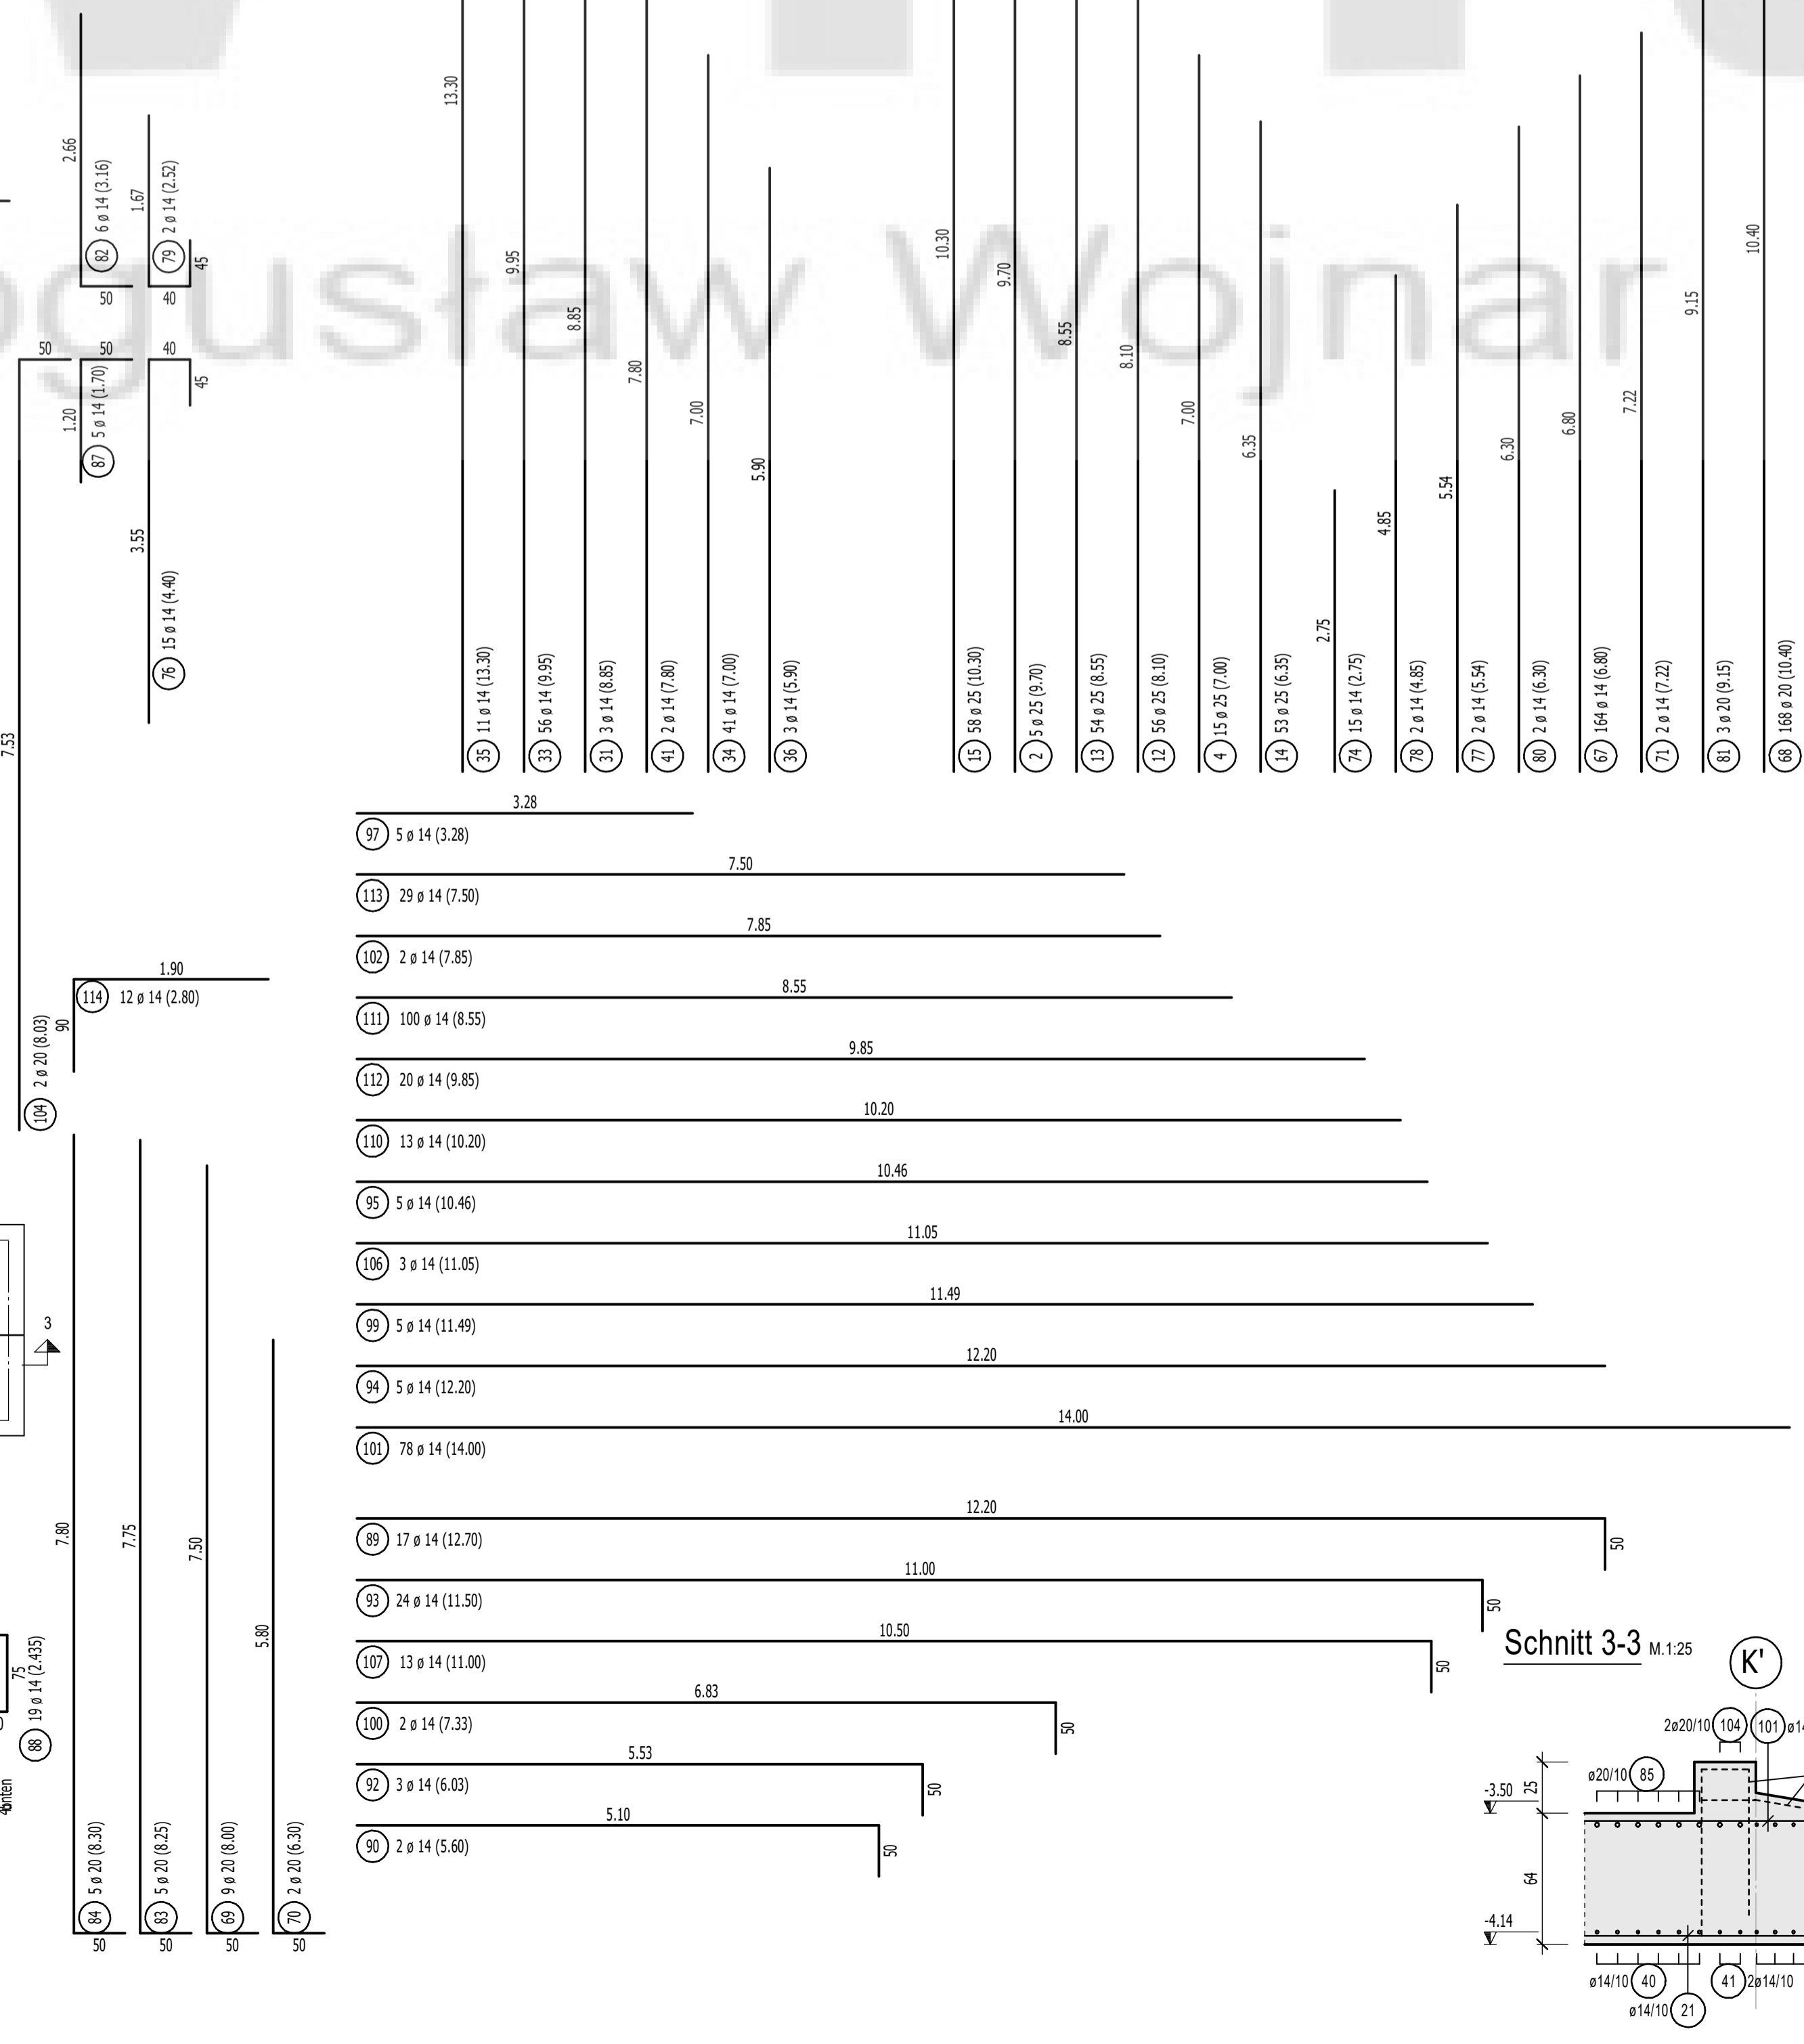 13.30
2.66
82 6 ø 14 (3.16)
50
1.67
79 2 ø 14 (2.52)
45
40
9.95
8.85
7.80
7.00
5.90
10.30
9.70
8.55
8.10
7.00
6.35
2.75
4.85
5.54
6.30
6.80
7.22
9.15
10.40
ogusław Wojnar
50
50
40
45
1.20
87 5 ø 14 (1.70)
3.55
76 15 ø 14 (4.40)
7.53
104 2 ø 20 (8.03)
35 11 ø 14 (13.30)
33 56 ø 14 (9.95)
31 3 ø 14 (8.85)
41 2 ø 14 (7.80)
34 41 ø 14 (7.00)
36 3 ø 14 (5.90)
15 58 ø 25 (10.30)
2 5 ø 25 (9.70)
13 54 ø 25 (8.55)
12 56 ø 25 (8.10)
4 15 ø 25 (7.00)
14 53 ø 25 (6.35)
74 15 ø 14 (2.75)
78 2 ø 14 (4.85)
77 2 ø 14 (5.54)
80 2 ø 14 (6.30)
67 164 ø 14 (6.80)
71 2 ø 14 (7.22)
81 3 ø 20 (9.15)
68 168 ø 20 (10.40)
3.28
97 5 ø 14 (3.28)
7.50
113 29 ø 14 (7.50)
7.85
102 2 ø 14 (7.85)
8.55
111 100 ø 14 (8.55)
9.85
112 20 ø 14 (9.85)
10.20
110 13 ø 14 (10.20)
10.46
95 5 ø 14 (10.46)
11.05
106 3 ø 14 (11.05)
11.49
99 5 ø 14 (11.49)
12.20
94 5 ø 14 (12.20)
14.00
101 78 ø 14 (14.00)
12.20
89 17 ø 14 (12.70)
50
11.00
93 24 ø 14 (11.50)
50
10.50
107 13 ø 14 (11.00)
50
6.83
100 2 ø 14 (7.33)
50
5.53
92 3 ø 14 (6.03)
50
5.10
90 2 ø 14 (5.60)
50
1.90
114 12 ø 14 (2.80)
90
3
7.80
84 5 ø 20 (8.30)
50
7.75
83 5 ø 20 (8.25)
50
7.50
69 9 ø 20 (8.00)
50
5.80
70 2 ø 20 (6.30)
50
75
88 19 ø 14 (2.435)
Schnitt 3-3 M.1:25
K'
2ø20/10 104
101
ø20/10 85
-3.50
25
64
-4.14
ø14/10 40
41 2ø14/10
ø14/10 21